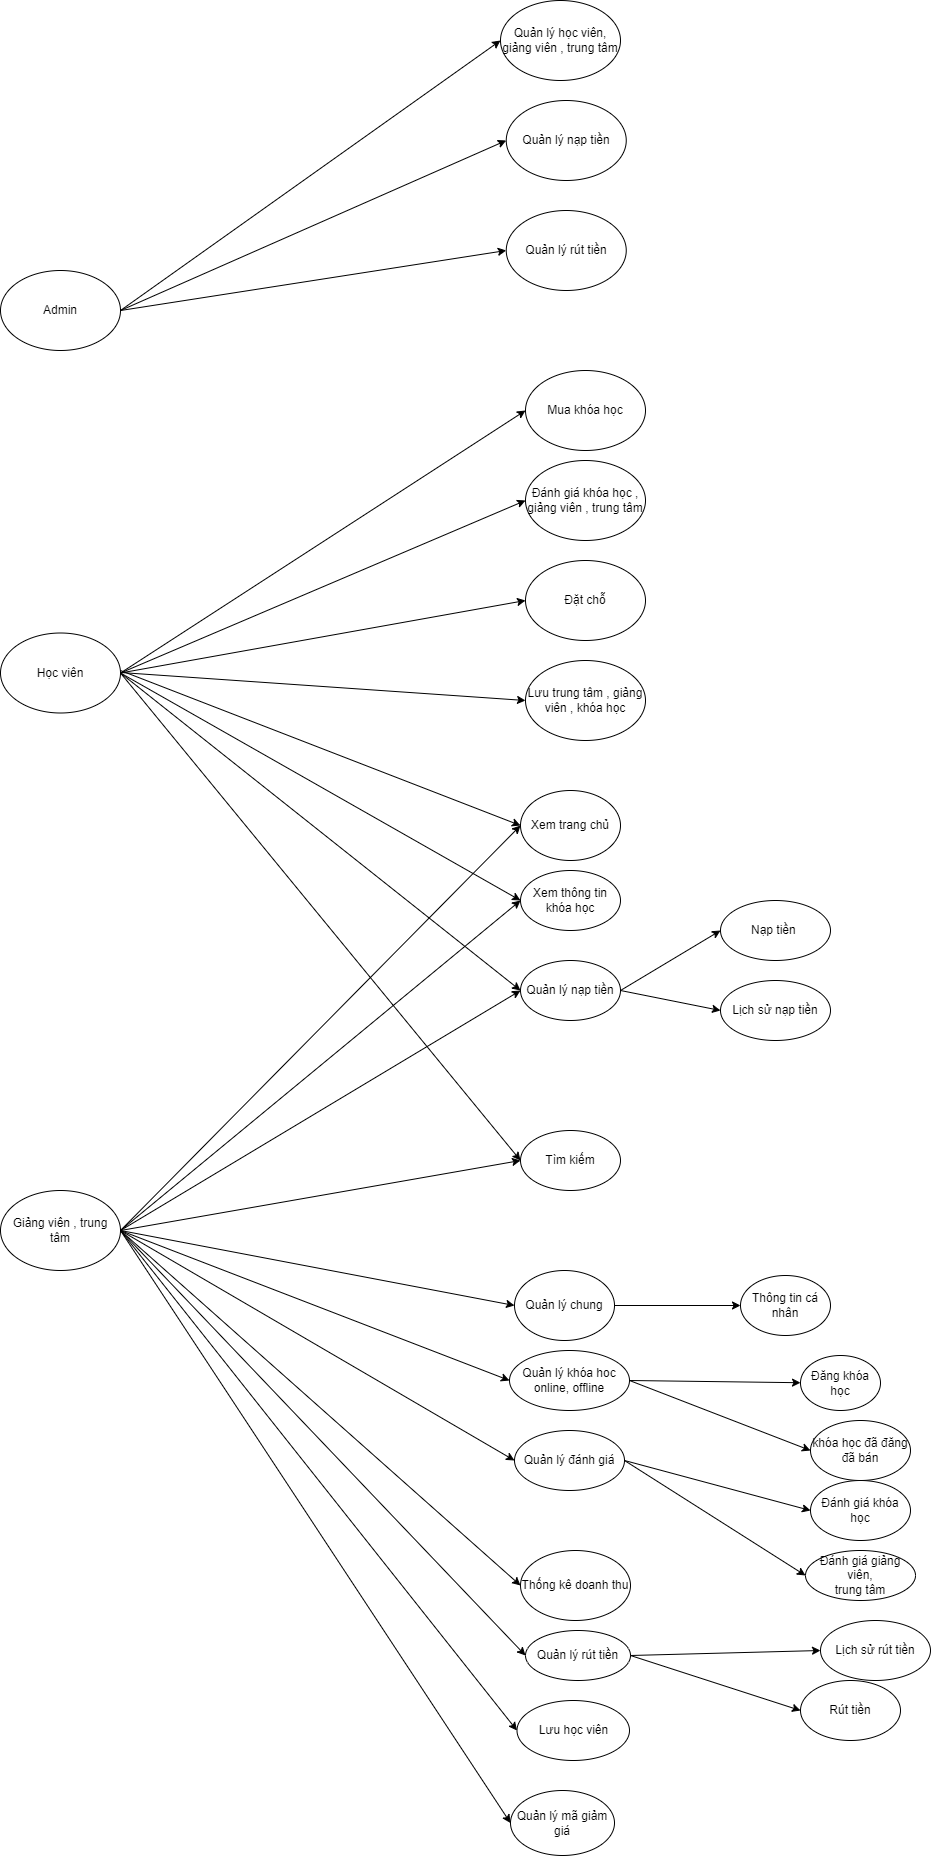 Quản lý học viên,
giảng viên , trung tâm
Quản lý nạp tiền
Quản lý rút tiền
Admin
Mua khóa học
Đánh giá khóa học ,
giảng viên , trung tâm
Đặt chỗ
Học viên
Lưu trung tâm , giảng
viên , khóa học
Xem trang chủ
Xem thông tin
khóa học
Nạp tiền
Quản lý nạp tiền
Lịch sử nạp tiền
Tìm kiếm
Giảng viên , trung
tâm
Quản lý chung
Thông tin cá
nhân
Quản lý khóa hoc
online, offline
Đăng khóa
học
khóa học đã đăng
đã bán
Quản lý đánh giá
Đánh giá khóa
học
Đánh giá giảng
viên,
trung tâm
Thống kê doanh thu
Quản lý rút tiền
Lịch sử rút tiền
Rút tiền
Lưu học viên
Quản lý mã giảm
giá